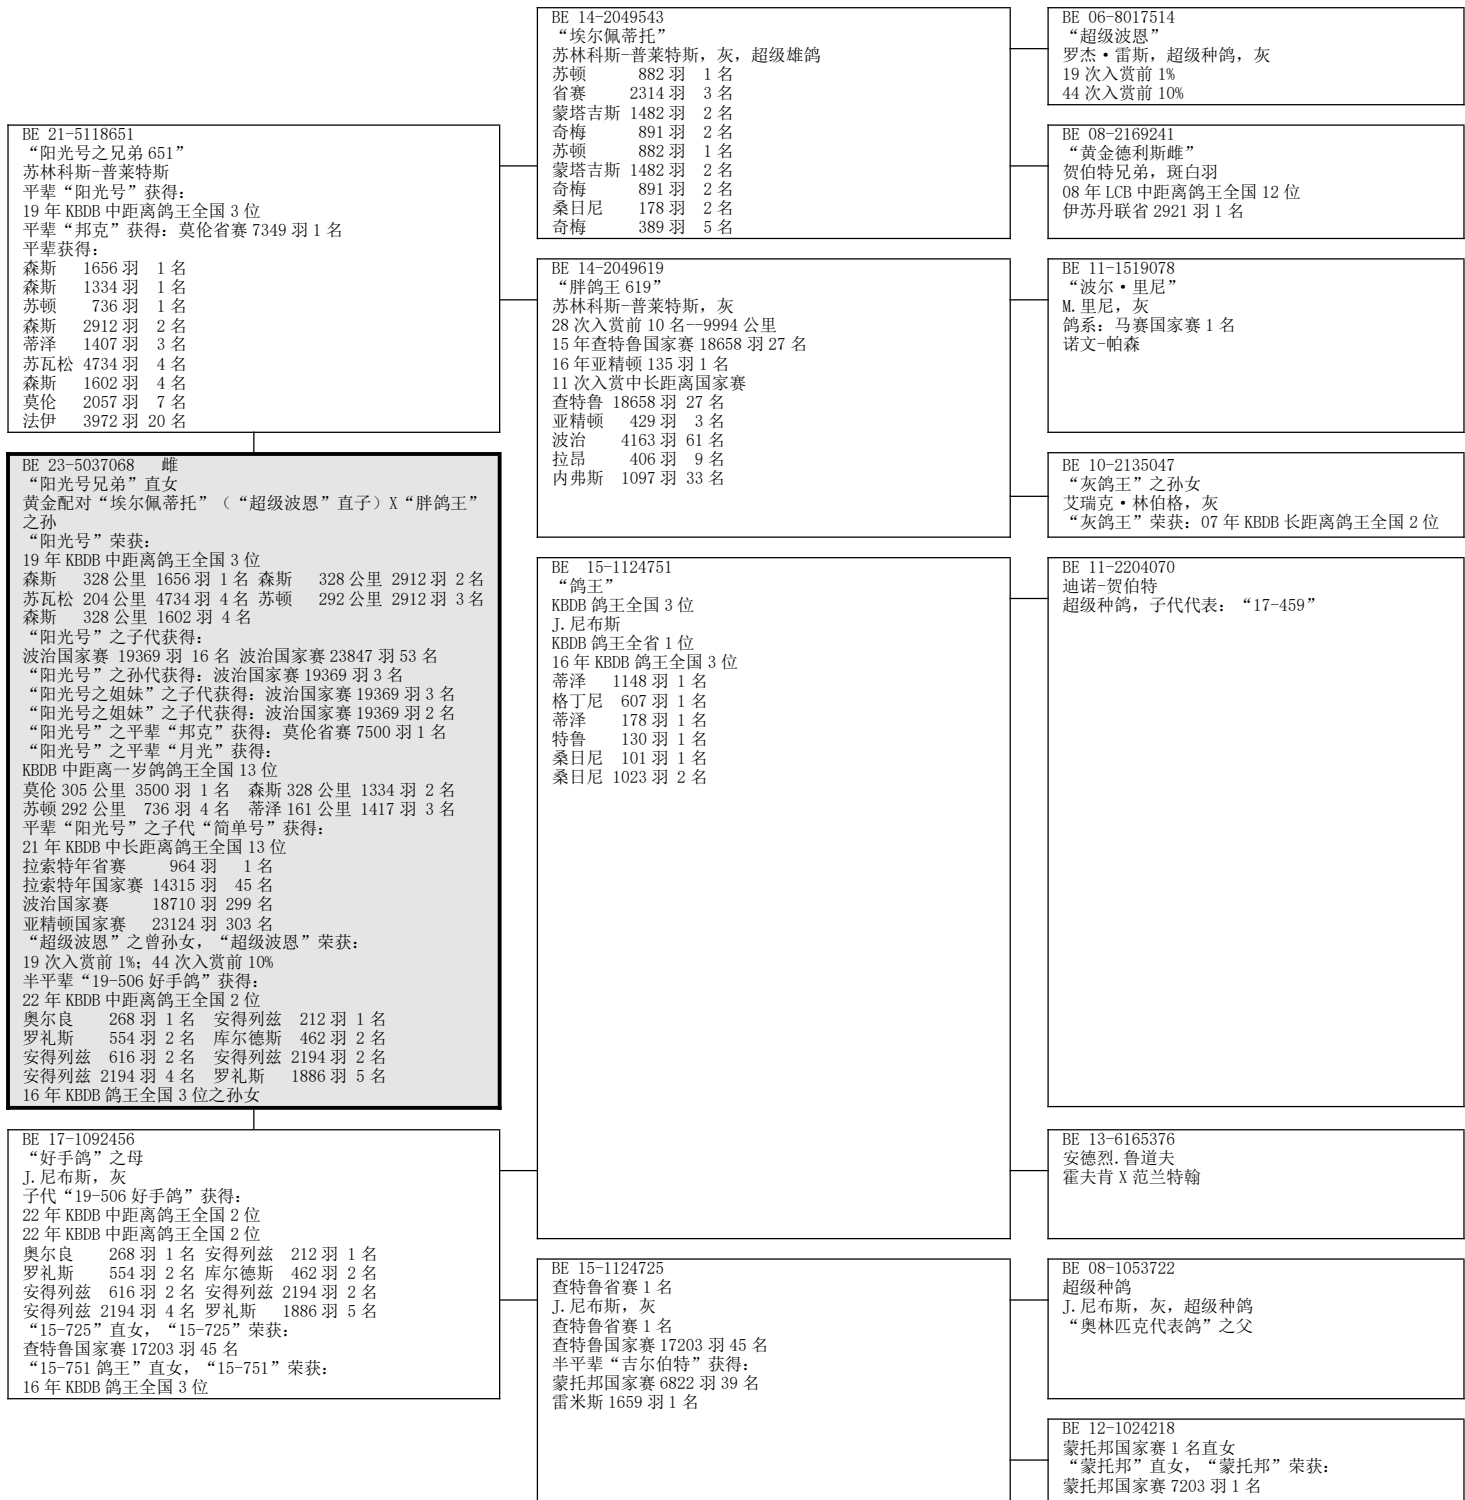 BE 21-5118651
“阳光号之兄弟 651”
苏林科斯-普莱特斯
平辈“阳光号”获得：
19 年 KBDB 中距离鸽王全国 3 位
平辈“邦克”获得：莫伦省赛 7349 羽 1 名
平辈获得：
森斯 1656 羽 1 名
森斯 1334 羽 1 名
苏顿 736 羽 1 名
森斯 2912 羽 2 名
蒂泽 1407 羽 3 名
苏瓦松 4734 羽 4 名
森斯 1602 羽 4 名
莫伦 2057 羽 7 名
法伊 3972 羽 20 名
BE 23-5037068 雌
“阳光号兄弟”直女
黄金配对“埃尔佩蒂托”（“超级波恩”直子）X“胖鸽王”
之孙
“阳光号”荣获：
19 年 KBDB 中距离鸽王全国 3 位
森斯 328 公里 1656 羽 1 名 森斯 328 公里 2912 羽 2 名
苏瓦松 204 公里 4734 羽 4 名 苏顿 292 公里 2912 羽 3 名
森斯 328 公里 1602 羽 4 名
“阳光号”之子代获得：
波治国家赛 19369 羽 16 名 波治国家赛 23847 羽 53 名
“阳光号”之孙代获得：波治国家赛 19369 羽 3 名
“阳光号之姐妹”之子代获得：波治国家赛 19369 羽 3 名
“阳光号之姐妹”之子代获得：波治国家赛 19369 羽 2 名
“阳光号”之平辈“邦克”获得：莫伦省赛 7500 羽 1 名
“阳光号”之平辈“月光”获得：
KBDB 中距离一岁鸽鸽王全国 13 位
莫伦 305 公里 3500 羽 1 名 森斯 328 公里 1334 羽 2 名
苏顿 292 公里 736 羽 4 名 蒂泽 161 公里 1417 羽 3 名
平辈“阳光号”之子代“简单号”获得：
21 年 KBDB 中长距离鸽王全国 13 位
拉索特年省赛 964 羽 1 名
拉索特年国家赛 14315 羽 45 名
波治国家赛 18710 羽 299 名
亚精顿国家赛 23124 羽 303 名
“超级波恩”之曾孙女，“超级波恩”荣获：
19 次入赏前 1%；44 次入赏前 10%
半平辈“19-506 好手鸽”获得：
22 年 KBDB 中距离鸽王全国 2 位
奥尔良 268 羽 1 名 安得列兹 212 羽 1 名
罗礼斯 554 羽 2 名 库尔德斯 462 羽 2 名
安得列兹 616 羽 2 名 安得列兹 2194 羽 2 名
安得列兹 2194 羽 4 名 罗礼斯 1886 羽 5 名
16 年 KBDB 鸽王全国 3 位之孙女
BE 17-1092456
“好手鸽”之母
J.尼布斯，灰
子代“19-506 好手鸽”获得：
22 年 KBDB 中距离鸽王全国 2 位
22 年 KBDB 中距离鸽王全国 2 位
奥尔良 268 羽 1 名 安得列兹 212 羽 1 名
罗礼斯 554 羽 2 名 库尔德斯 462 羽 2 名
安得列兹 616 羽 2 名 安得列兹 2194 羽 2 名
安得列兹 2194 羽 4 名 罗礼斯 1886 羽 5 名
“15-725”直女，“15-725”荣获：
查特鲁国家赛 17203 羽 45 名
“15-751 鸽王”直女，“15-751”荣获：
16 年 KBDB 鸽王全国 3 位
BE 14-2049543
“埃尔佩蒂托”
苏林科斯-普莱特斯，灰，超级雄鸽
苏顿 882 羽 1 名
省赛 2314 羽 3 名
蒙塔吉斯 1482 羽 2 名
奇梅 891 羽 2 名
苏顿 882 羽 1 名
蒙塔吉斯 1482 羽 2 名
奇梅 891 羽 2 名
桑日尼 178 羽 2 名
奇梅 389 羽 5 名
BE 14-2049619
“胖鸽王 619”
苏林科斯-普莱特斯，灰
28 次入赏前 10 名--9994 公里
15 年查特鲁国家赛 18658 羽 27 名
16 年亚精顿 135 羽 1 名
11 次入赏中长距离国家赛
查特鲁 18658 羽 27 名
亚精顿 429 羽 3 名
波治 4163 羽 61 名
拉昂 406 羽 9 名
内弗斯 1097 羽 33 名
BE 15-1124751
“鸽王”
KBDB 鸽王全国 3 位
J.尼布斯
KBDB 鸽王全省 1 位
16 年 KBDB 鸽王全国 3 位
蒂泽 1148 羽 1 名
格丁尼 607 羽 1 名
蒂泽 178 羽 1 名
特鲁 130 羽 1 名
桑日尼 101 羽 1 名
桑日尼 1023 羽 2 名
BE 15-1124725
查特鲁省赛 1 名
J.尼布斯，灰
查特鲁省赛 1 名
查特鲁国家赛 17203 羽 45 名
半平辈“吉尔伯特”获得：
蒙托邦国家赛 6822 羽 39 名
雷米斯 1659 羽 1 名
BE 06-8017514
“超级波恩”
罗杰·雷斯，超级种鸽，灰
19 次入赏前 1%
44 次入赏前 10%
BE 08-2169241
“黄金德利斯雌”
贺伯特兄弟，斑白羽
08 年 LCB 中距离鸽王全国 12 位
伊苏丹联省 2921 羽 1 名
BE 11-1519078
“波尔·里尼”
M.里尼，灰
鸽系：马赛国家赛 1 名
诺文-帕森
BE 10-2135047
“灰鸽王”之孙女
艾瑞克·林伯格，灰
“灰鸽王”荣获：07 年 KBDB 长距离鸽王全国 2 位
BE 11-2204070
迪诺-贺伯特
超级种鸽，子代代表：“17-459”
BE 13-6165376
安德烈.鲁道夫
霍夫肯 X 范兰特翰
BE 08-1053722
超级种鸽
J.尼布斯，灰，超级种鸽
“奥林匹克代表鸽”之父
BE 12-1024218
蒙托邦国家赛 1 名直女
“蒙托邦”直女，“蒙托邦”荣获：
蒙托邦国家赛 7203 羽 1 名